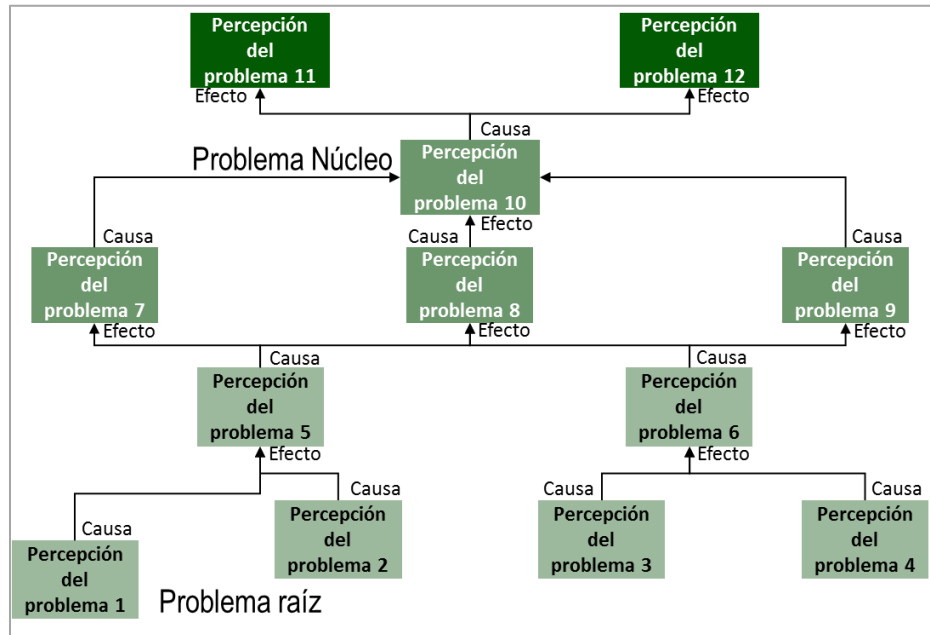 Percepción
del
problema 11
Percepción
del
problema 12
Efecto
Efecto
Causa
Problema Núcleo
Percepción
del
problema 10
Efecto
Causa
Causa
Causa
Percepción
del
problema 7
Percepción
del
problema 8
Percepción
del
problema 9
Efecto
Efecto
Efecto
Causa
Causa
Percepción
del
problema 5
Percepción
del
problema 6
Efecto
Efecto
Causa
Causa
Causa
Causa
Percepción
del
problema 1
Percepción
del
problema 2
Percepción
del
problema 3
Percepción
del
problema 4
Problema raíz